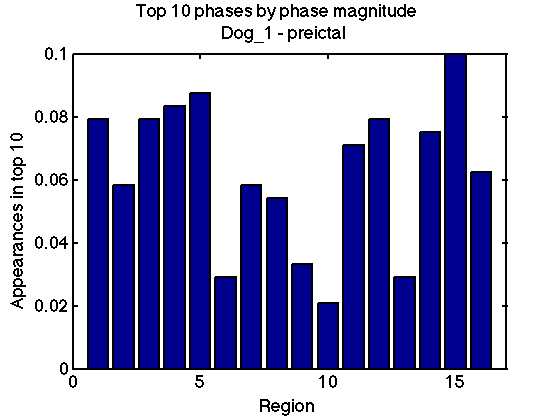 Top 10 phases by phase magnitude
Dog_1 - preictal
0.1
0.08
0.06
0.04
0.02
0
Appearances in top 10
0 5 10 15
Region